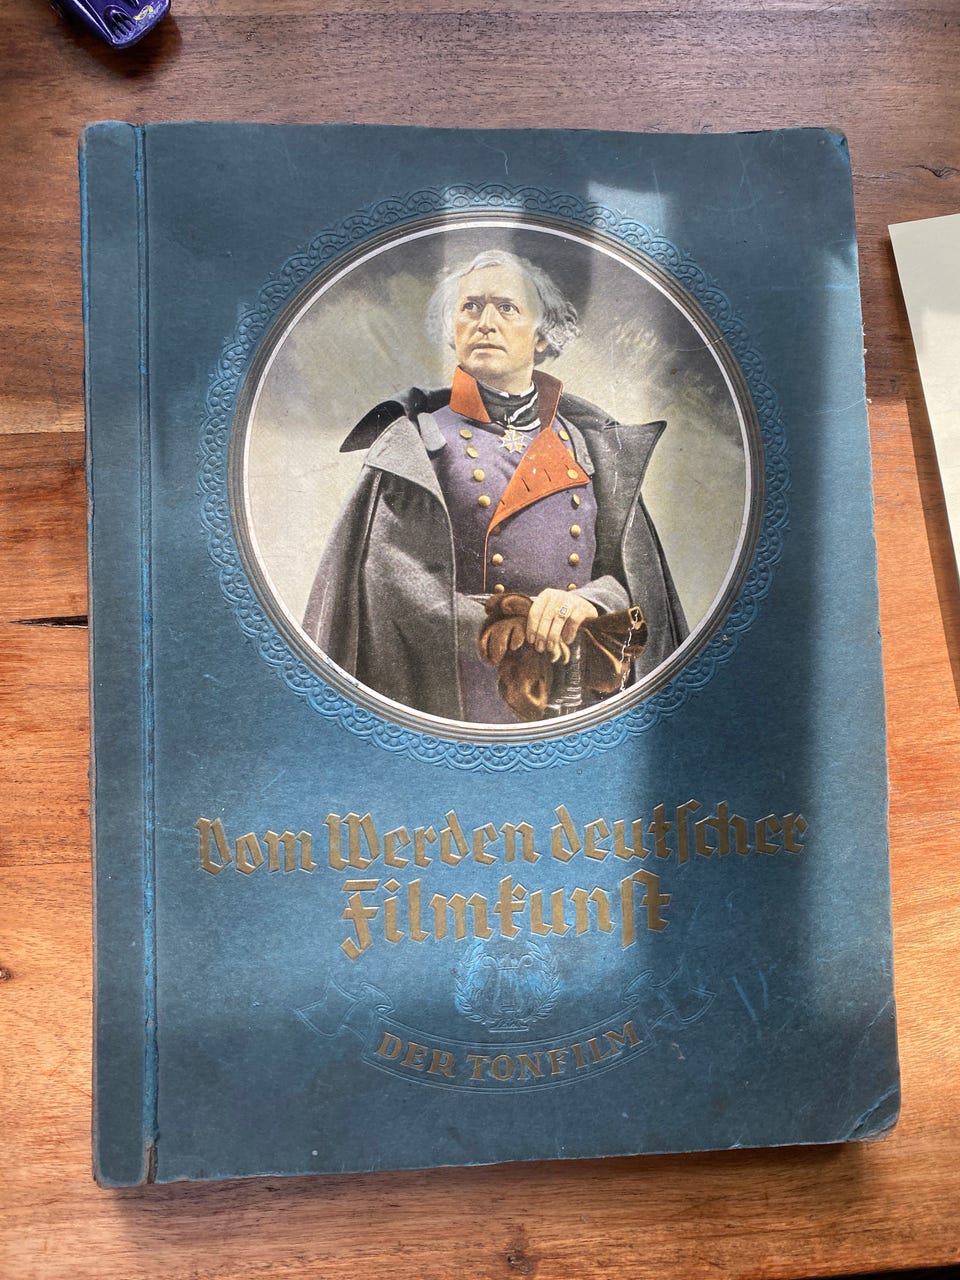 Vom Werden deutscher
Filmkunst
DER TONFILM